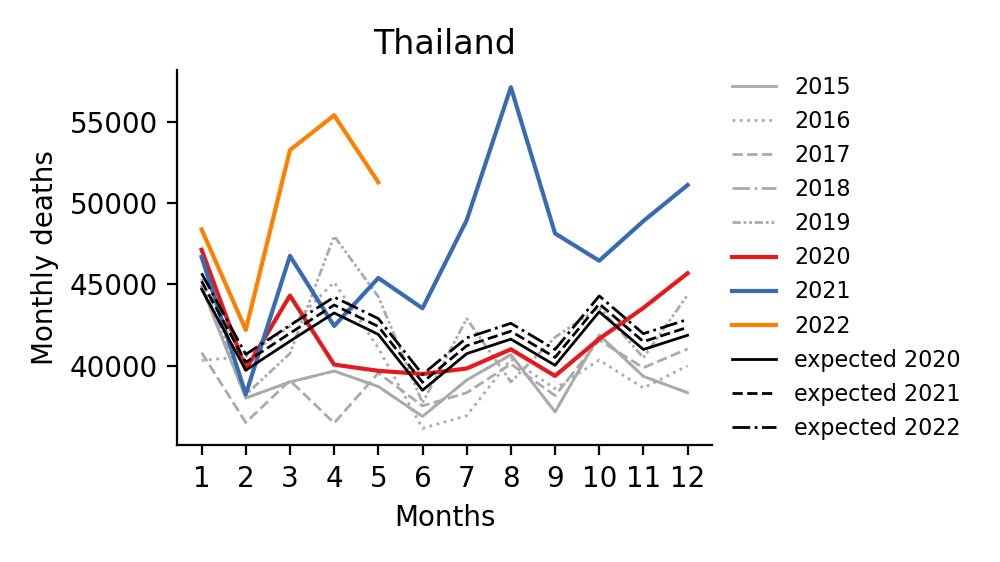 Thailand
Monthly deaths
55000
50000
45000
40000
1 2 3 4 5 6 7 8 9 10 11 12
Months
2015
2016
2017
2018
2019
2020
2021
2022
expected 2020
expected 2021
expected 2022